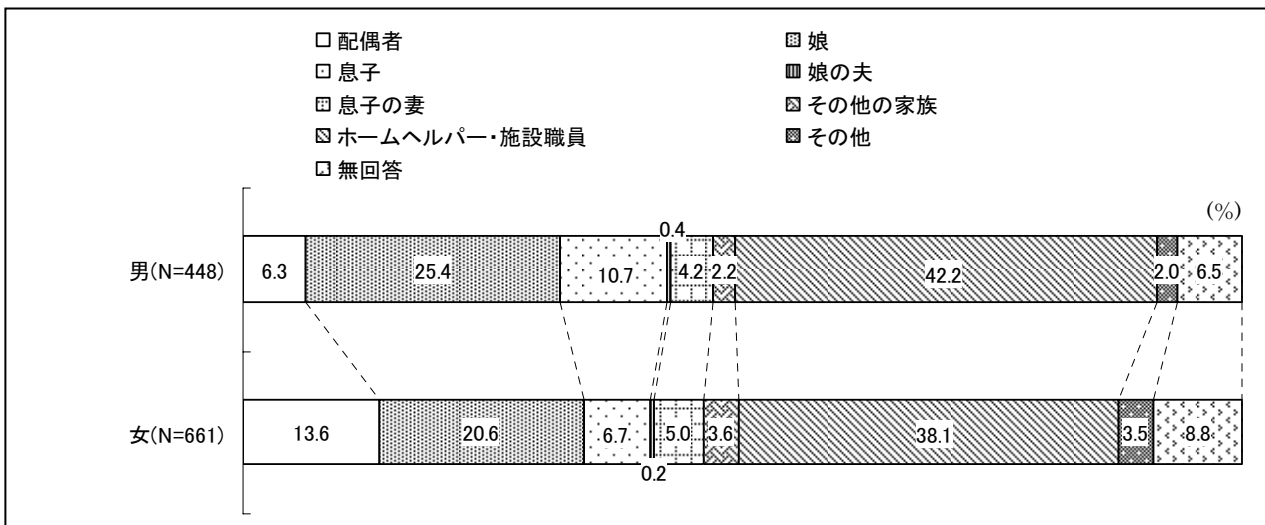 配偶者 娘
息子 娘の夫
息子の妻 その他の家族
ホームヘルパー・施設職員 その他
無回答
(%)
0.4
男(N=448) 6.3 25.4 10.7 4.2 2.2 42.2 2.0 6.5
女(N=661) 13.6 20.6 6.7 5.0 3.6 38.1 3.5 8.8
0.2